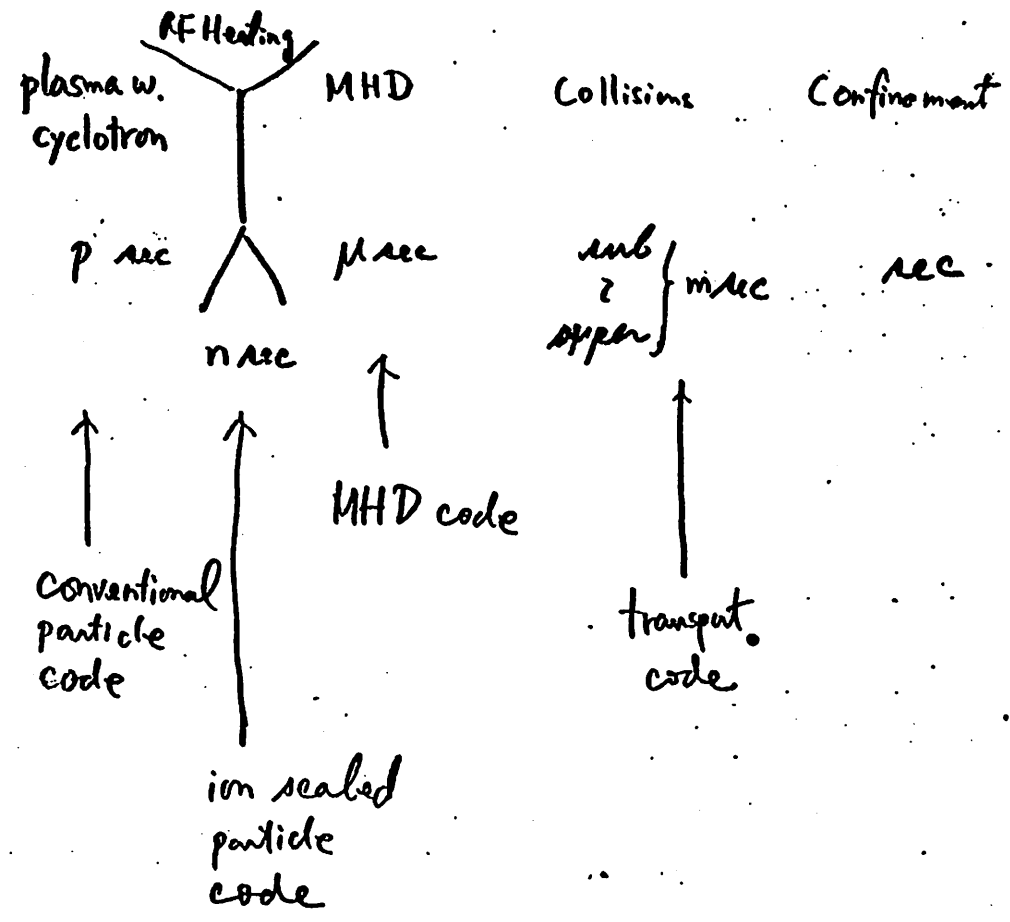 RF Heating
plasma w.
cyclotron
MHD
Collisions
Confinement
p sec
μ sec
sub
upper
m sec
sec
n sec
MHD code
conventional
particle
code
transport
code
ion scaled
particle
code